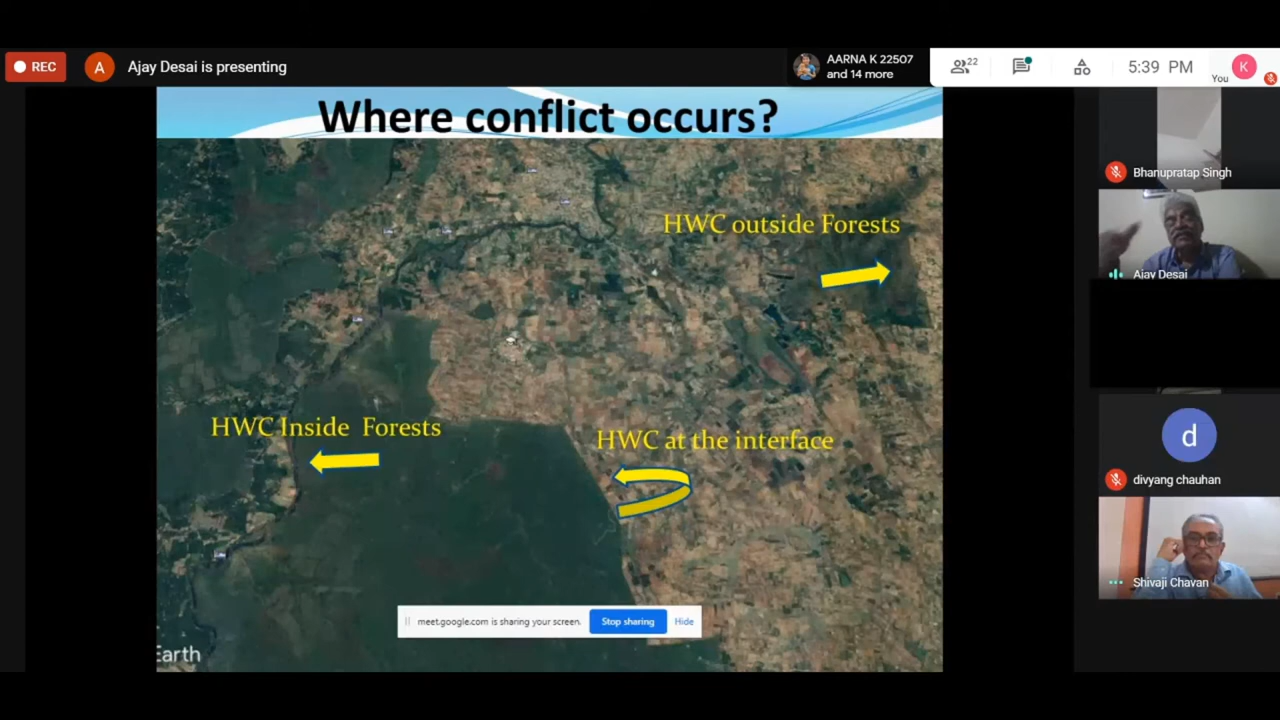 REC
A
Ajay Desai is presenting
AARNA K 22507
and 14 more
22
5:39 PM
You
K
Where conflict occurs?
Bhanupratap Singh
HWC outside Forests
Ajay Desai
HWC Inside Forests
HWC at the interface
d
divyang chauhan
Shivaji Chavan
meet.google.com is sharing your screen.
Stop sharing
Hide
Earth